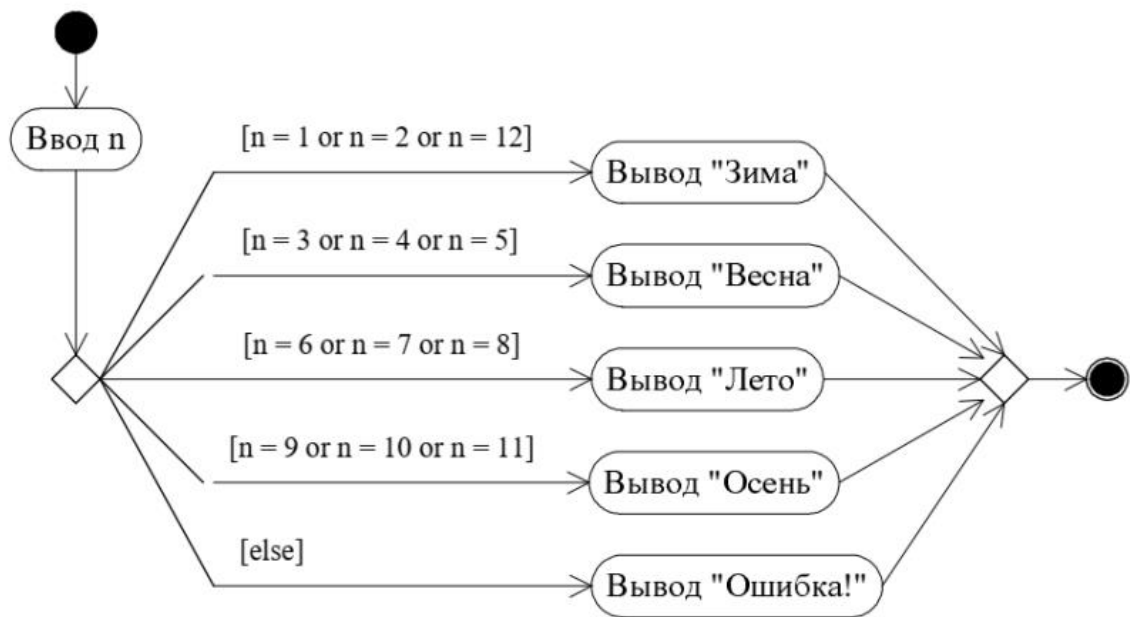 Ввод n
[n = 1 or n = 2 or n = 12]
Вывод "Зима"
[n = 3 or n = 4 or n = 5]
Вывод "Весна"
[n = 6 or n = 7 or n = 8]
Вывод "Лето"
[n = 9 or n = 10 or n = 11]
Вывод "Осень"
[else]
Вывод "Ошибка!"